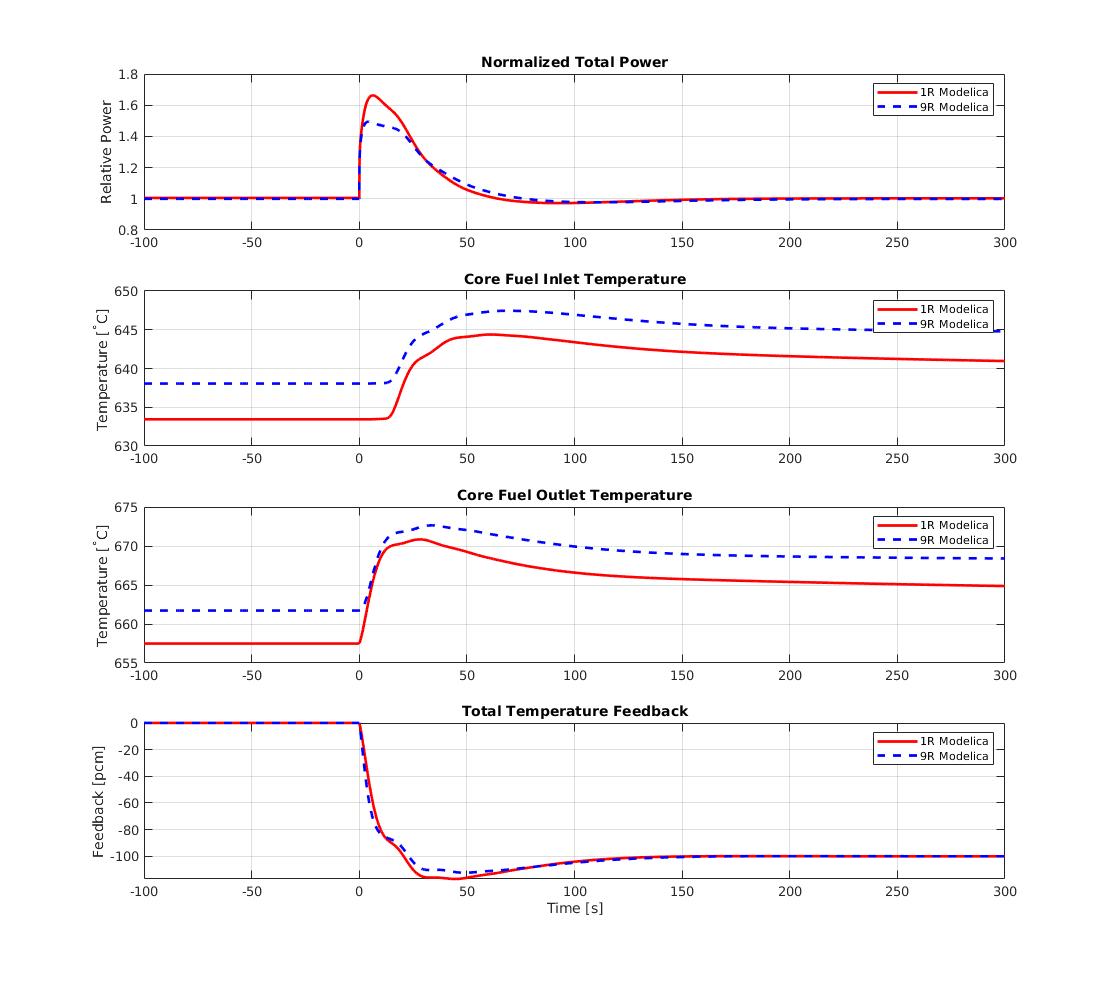 Normalized Total Power
Relative Power
1.8
1.6
1.4
1.2
1
0.8
-100 -50 0 50 100 150 200 250 300
1R Modelica
9R Modelica
Core Fuel Inlet Temperature
Temperature [°C]
650
645
640
635
630
-100 -50 0 50 100 150 200 250 300
1R Modelica
9R Modelica
Core Fuel Outlet Temperature
Temperature [°C]
675
670
665
660
655
-100 -50 0 50 100 150 200 250 300
1R Modelica
9R Modelica
Total Temperature Feedback
Feedback [pcm]
0
-20
-40
-60
-80
-100
-100 -50 0 50 100 150 200 250 300
1R Modelica
9R Modelica
Time [s]